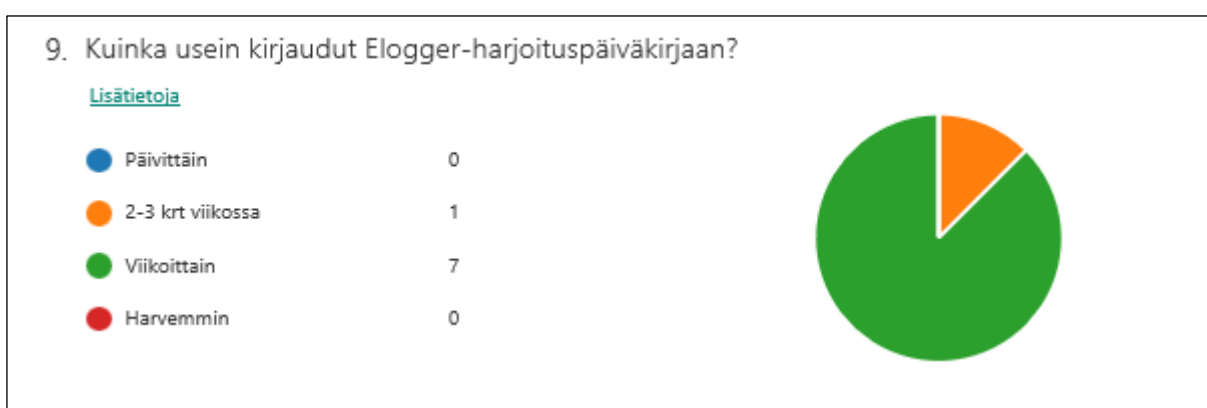 9. Kuinka usein kirjaudut Elogger-harjoituspäiväkirjaan?
Lisätietoja
Päivittäin 0
2-3 krt viikossa 1
Viikoittain 7
Harvemmin 0